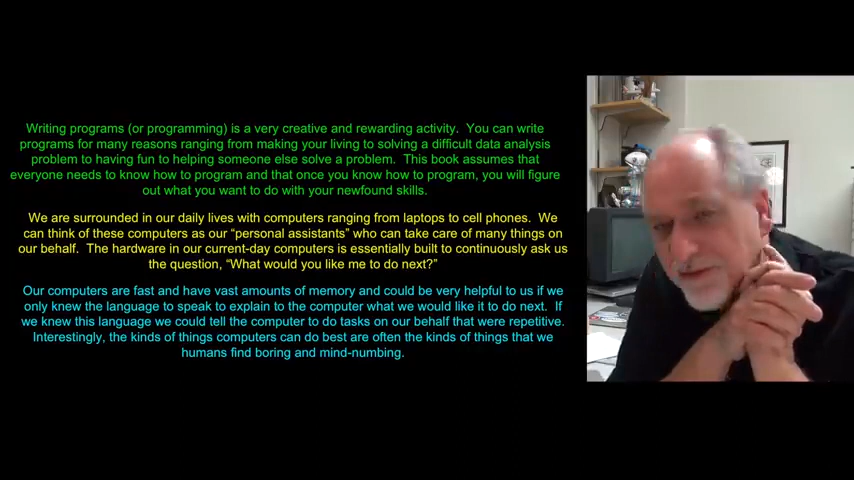 Writing programs (or programming) is a very creative and rewarding activity.  You can write
programs for many reasons ranging from making your living to solving a difficult data analysis
problem to having fun to helping someone else solve a problem.  This book assumes that
everyone needs to know how to program and that once you know how to program, you will figure
out what you want to do with your newfound skills.
We are surrounded in our daily lives with computers ranging from laptops to cell phones.  We
can think of these computers as our “personal assistants” who can take care of many things on
our behalf.  The hardware in our current-day computers is essentially built to continuously ask us
the question, “What would you like me to do next?”
Our computers are fast and have vast amounts of memory and could be very helpful to us if we
only knew the language to speak to explain to the computer what we would like it to do next.  If
we knew this language we could tell the computer to do tasks on our behalf that were repetitive.
Interestingly, the kinds of things computers can do best are often the kinds of things that we
humans find boring and mind-numbing.